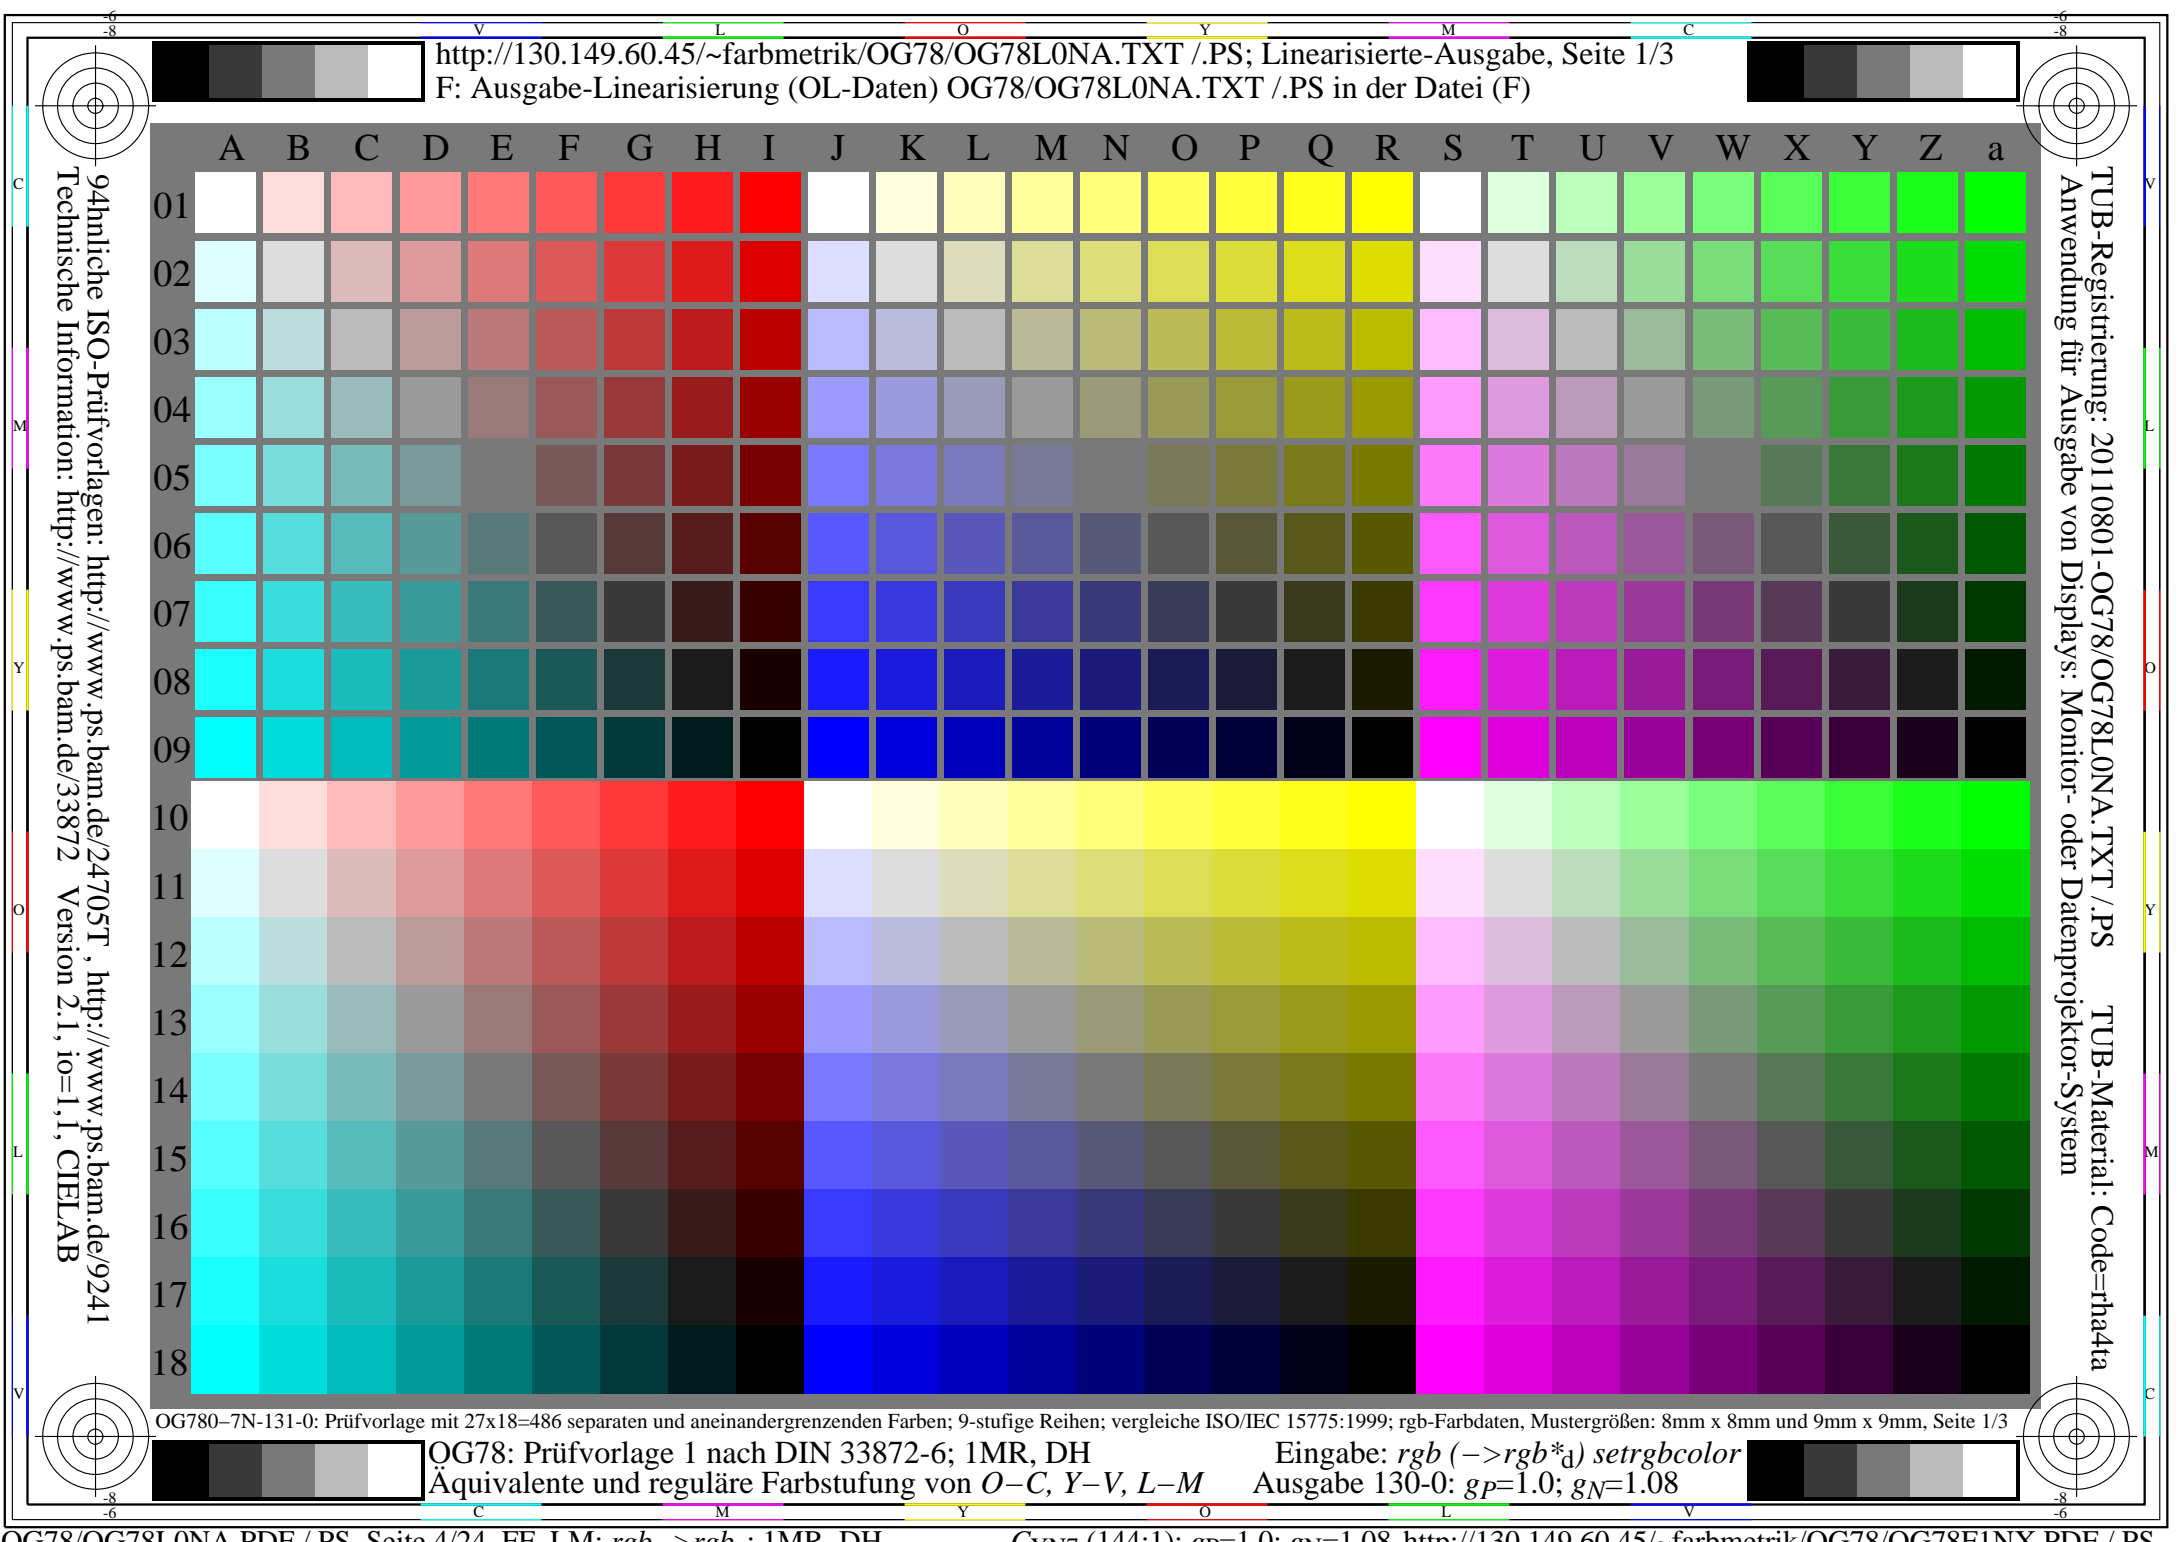 -6
-8
-6
-8
V L O Y M C
http://130.149.60.45/~farbmetrik/OG78/OG78L0NA.TXT /.PS; Linearisierte-Ausgabe, Seite 1/3
F: Ausgabe-Linearisierung (OL-Daten) OG78/OG78L0NA.TXT /.PS in der Datei (F)
A B C D E F G H I J K L M N O P Q R S T U V W X Y Z a
01
02
03
04
05
06
07
08
09
10
11
12
13
14
15
16
17
18
C
M
Y
O
L
V
94hnliche ISO-Prüfvorlagen: http://www.ps.bam.de/24705T , http://www.ps.bam.de/9241
Technische Information: http://www.ps.bam.de/33872 Version 2.1, io=1,1, CIELAB
TUB-Registrierung: 20110801-OG78/OG78L0NA.TXT /.PS TUB-Material: Code=rha4ta
Anwendung für Ausgabe von Displays: Monitor- oder Datenprojektor-System
V
L
O
Y
M
C
OG780–7N-131-0: Prüfvorlage mit 27x18=486 separaten und aneinandergrenzenden Farben; 9-stufige Reihen; vergleiche ISO/IEC 15775:1999; rgb-Farbdaten, Mustergrößen: 8mm x 8mm und 9mm x 9mm, Seite 1/3
OG78: Prüfvorlage 1 nach DIN 33872-6; 1MR, DH Eingabe: rgb (–>rgb*d) setrgbcolor
Äquivalente und reguläre Farbstufung von O–C, Y–V, L–M Ausgabe 130-0: gP=1.0; gN=1.08
-8
-6
-8
-6
C M Y O L V